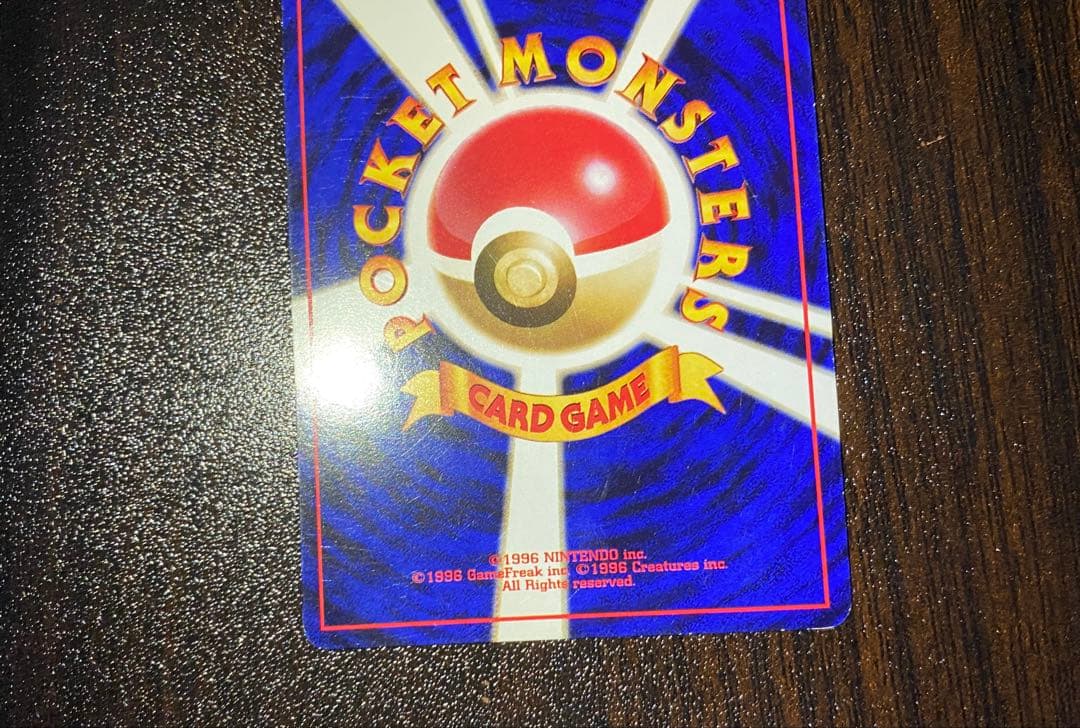 POCKET MONSTERS
CARD GAME
©1996 NINTENDO inc.
©1996 GameFreak inc. ©1996 Creatures inc.
All Rights reserved.